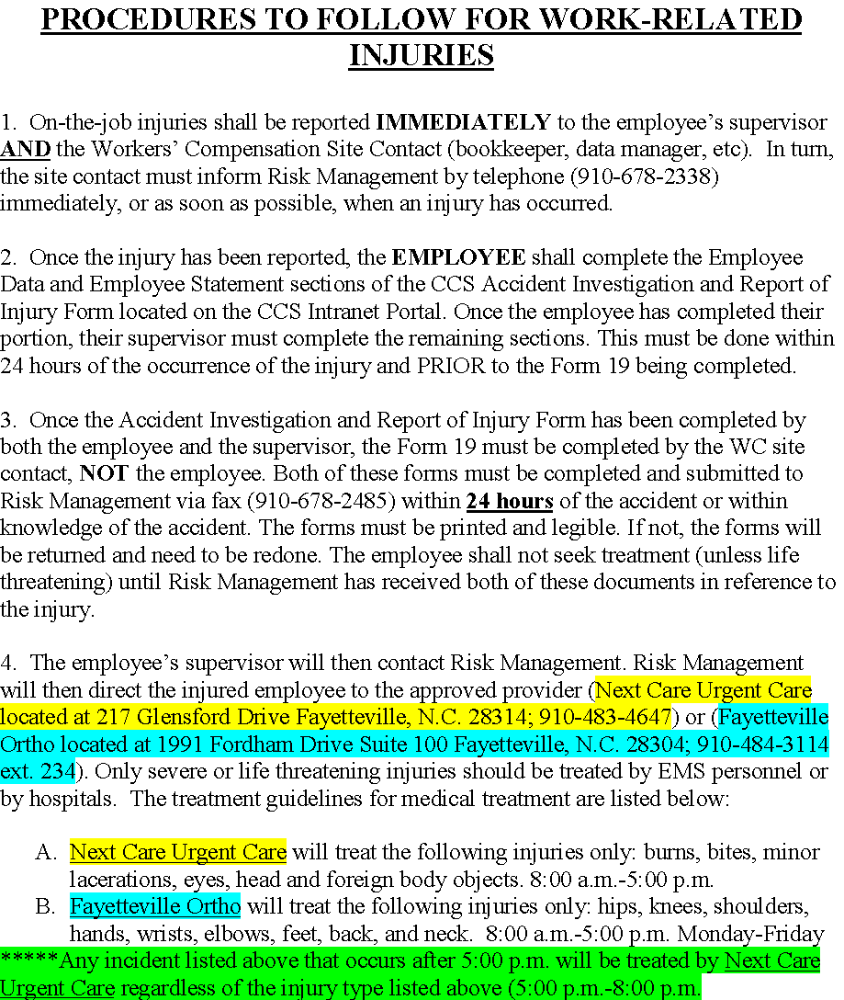 PROCEDURES TO FOLLOW FOR WORK-RELATED
INJURIES
1.  On-the-job injuries shall be reported IMMEDIATELY to the employee’s supervisor
AND the Workers’ Compensation Site Contact (bookkeeper, data manager, etc).  In turn,
the site contact must inform Risk Management by telephone (910-678-2338)
immediately, or as soon as possible, when an injury has occurred.
2.  Once the injury has been reported, the EMPLOYEE shall complete the Employee
Data and Employee Statement sections of the CCS Accident Investigation and Report of
Injury Form located on the CCS Intranet Portal. Once the employee has completed their
portion, their supervisor must complete the remaining sections. This must be done within
24 hours of the occurrence of the injury and PRIOR to the Form 19 being completed.
3.  Once the Accident Investigation and Report of Injury Form has been completed by
both the employee and the supervisor, the Form 19 must be completed by the WC site
contact, NOT the employee. Both of these forms must be completed and submitted to
Risk Management via fax (910-678-2485) within 24 hours of the accident or within
knowledge of the accident. The forms must be printed and legible. If not, the forms will
be returned and need to be redone. The employee shall not seek treatment (unless life
threatening) until Risk Management has received both of these documents in reference to
the injury.
4.  The employee’s supervisor will then contact Risk Management. Risk Management
will then direct the injured employee to the approved provider (Next Care Urgent Care
located at 217 Glensford Drive Fayetteville, N.C. 28314; 910-483-4647) or (Fayetteville
Ortho located at 1991 Fordham Drive Suite 100 Fayetteville, N.C. 28304; 910-484-3114
ext. 234). Only severe or life threatening injuries should be treated by EMS personnel or
by hospitals.  The treatment guidelines for medical treatment are listed below:
A.  Next Care Urgent Care will treat the following injuries only: burns, bites, minor
lacerations, eyes, head and foreign body objects. 8:00 a.m.-5:00 p.m.
B.  Fayetteville Ortho will treat the following injuries only: hips, knees, shoulders,
hands, wrists, elbows, feet, back, and neck.  8:00 a.m.-5:00 p.m. Monday-Friday
*****Any incident listed above that occurs after 5:00 p.m. will be treated by Next Care
Urgent Care regardless of the injury type listed above (5:00 p.m.-8:00 p.m.